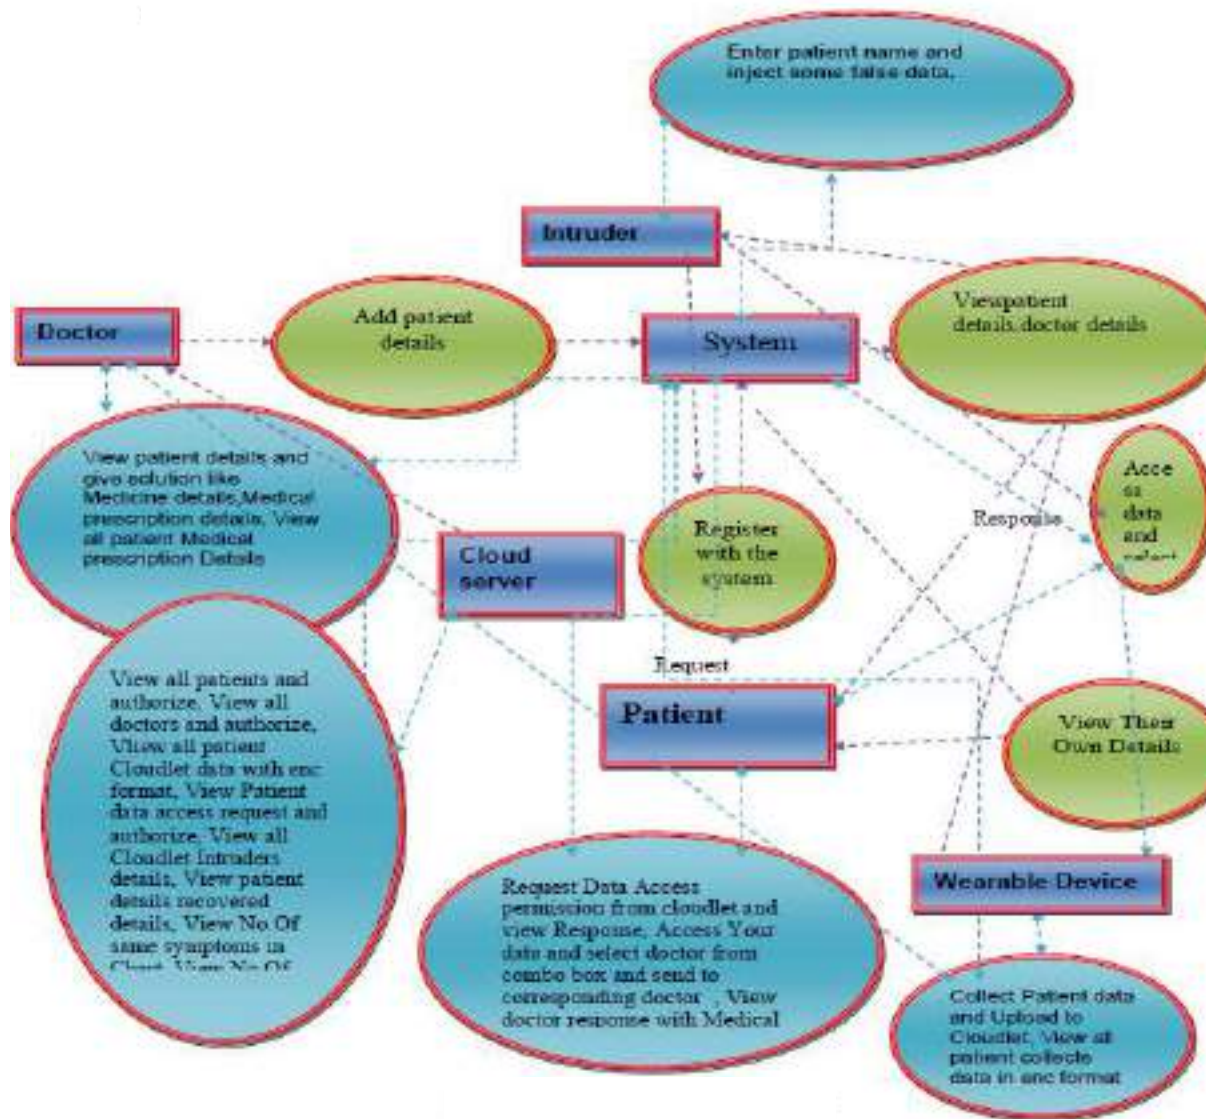 Enter patient name and
inject some false data.
Intruder
Doctor
Add patient
details
System
Viewpatient
details,doctor details
View patient details and
give solution like
Medicine details,Medical
prescription details, View
all patient Medical
prescription Details
Cloud
server
Register
with the
system
Response
Acce
ss
data
and
Request
Patient
View Their
Own Details
View all patients and
authorize, View all
doctors and authorize,
View all patient
Cloudlet data with enc
format, View Patient
data access request and
authorize, View all
Cloudlet Intruders
details, View patient
details recovered
details, View No Of
same symptoms in
Chart, View No Of
Request Data Access
permission from cloudlet and
view Response, Access Your
data and select doctor from
combo box and send to
corresponding doctor , View
doctor response with Medical
Wearable Device
Collect Patient data
and Upload to
Cloudlet, View all
patient collects
data in enc format